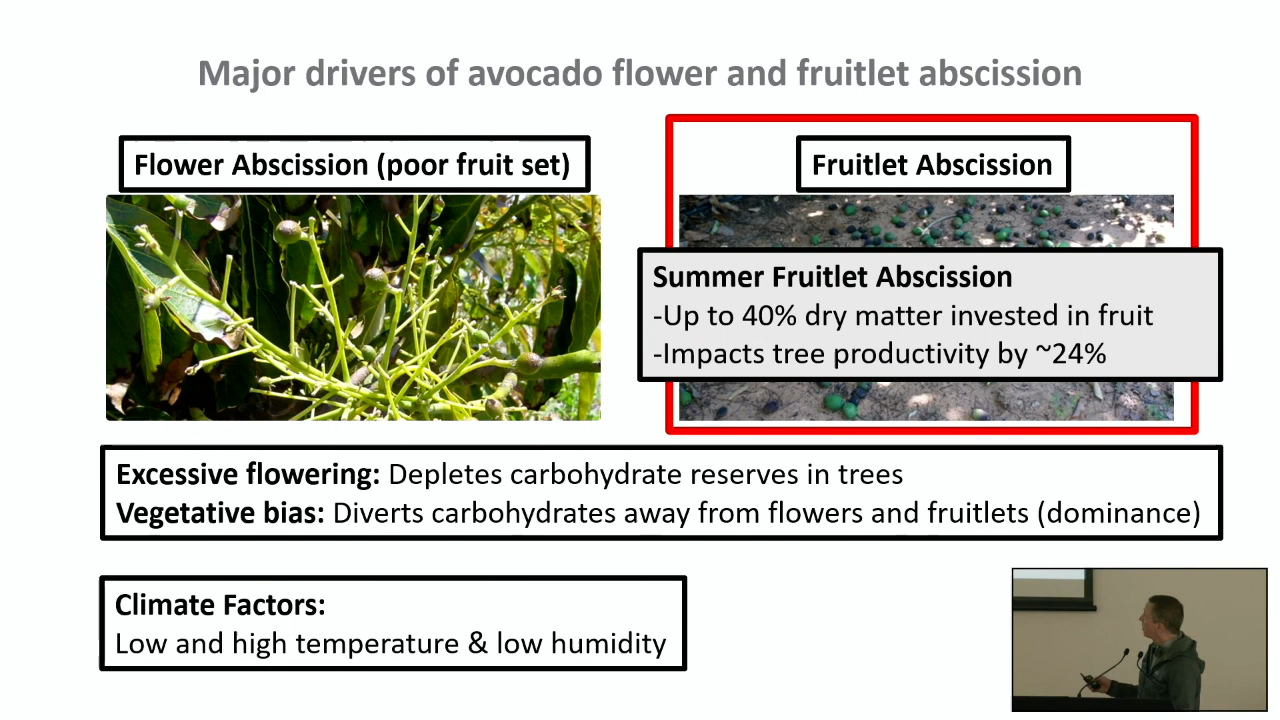 Major drivers of avocado flower and fruitlet abscission
Flower Abscission (poor fruit set)
Fruitlet Abscission
Summer Fruitlet Abscission
-Up to 40% dry matter invested in fruit
-Impacts tree productivity by ~24%
Excessive flowering: Depletes carbohydrate reserves in trees
Vegetative bias: Diverts carbohydrates away from flowers and fruitlets (dominance)
Climate Factors:
Low and high temperature & low humidity